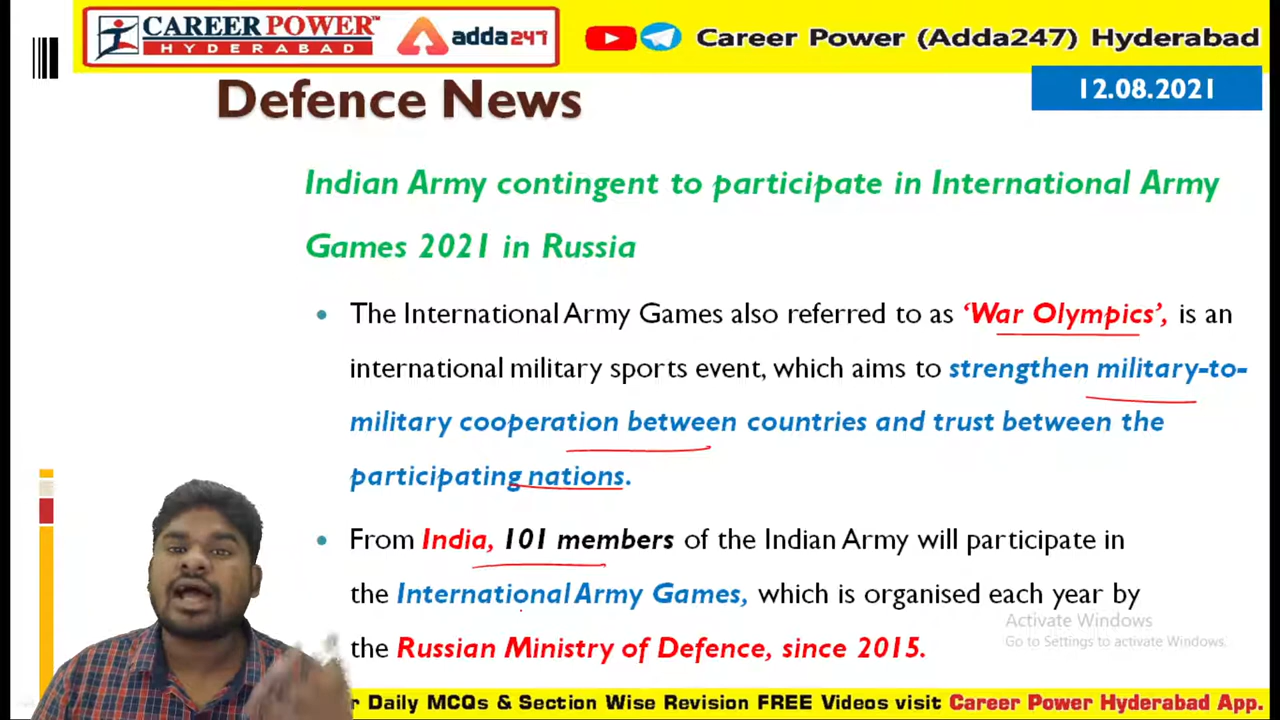 CAREER POWER™
HYDERABAD
adda247
Career Power (Adda247) Hyderabad
Defence News
12.08.2021
Indian Army contingent to participate in International Army
Games 2021 in Russia
• The International Army Games also referred to as ‘War Olympics’, is an
international military sports event, which aims to strengthen military-to-
military cooperation between countries and trust between the
participating nations.
• From India, 101 members of the Indian Army will participate in
the International Army Games, which is organised each year by
the Russian Ministry of Defence, since 2015.
Activate Windows
Go to Settings to activate Windows.
r Daily MCQs & Section Wise Revision FREE Videos visit Career Power Hyderabad App.